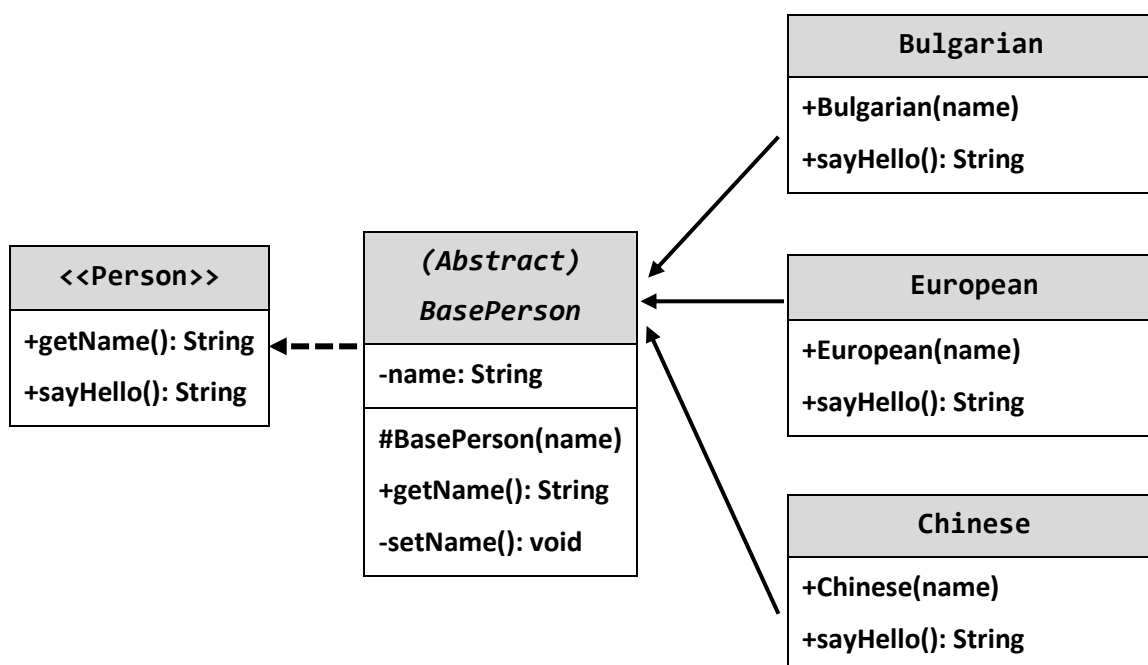 <<Person>>
+getName(): String
+sayHello(): String
(Abstract)
BasePerson
-name: String
#BasePerson(name)
+getName(): String
-setName(): void
Bulgarian
+Bulgarian(name)
+sayHello(): String
European
+European(name)
+sayHello(): String
Chinese
+Chinese(name)
+sayHello(): String